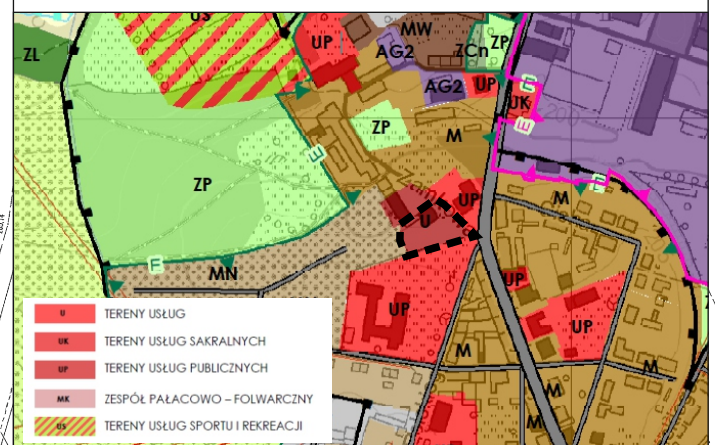 US
MW
UP
ZP
ZL
AG2
ZCn
AG2
UP
UK
E
ZP
M
E
E
ZP
UP
M
U
E
MN
UP
UP
UP
M
M
M
M
U TERENY USŁUG
UK TERENY USŁUG SAKRALNYCH
UP TERENY USŁUG PUBLICZNYCH
MK ZESPÓŁ PAŁACOWO – FOLWARCZNY
US TERENY USŁUG SPORTU I REKREACJI